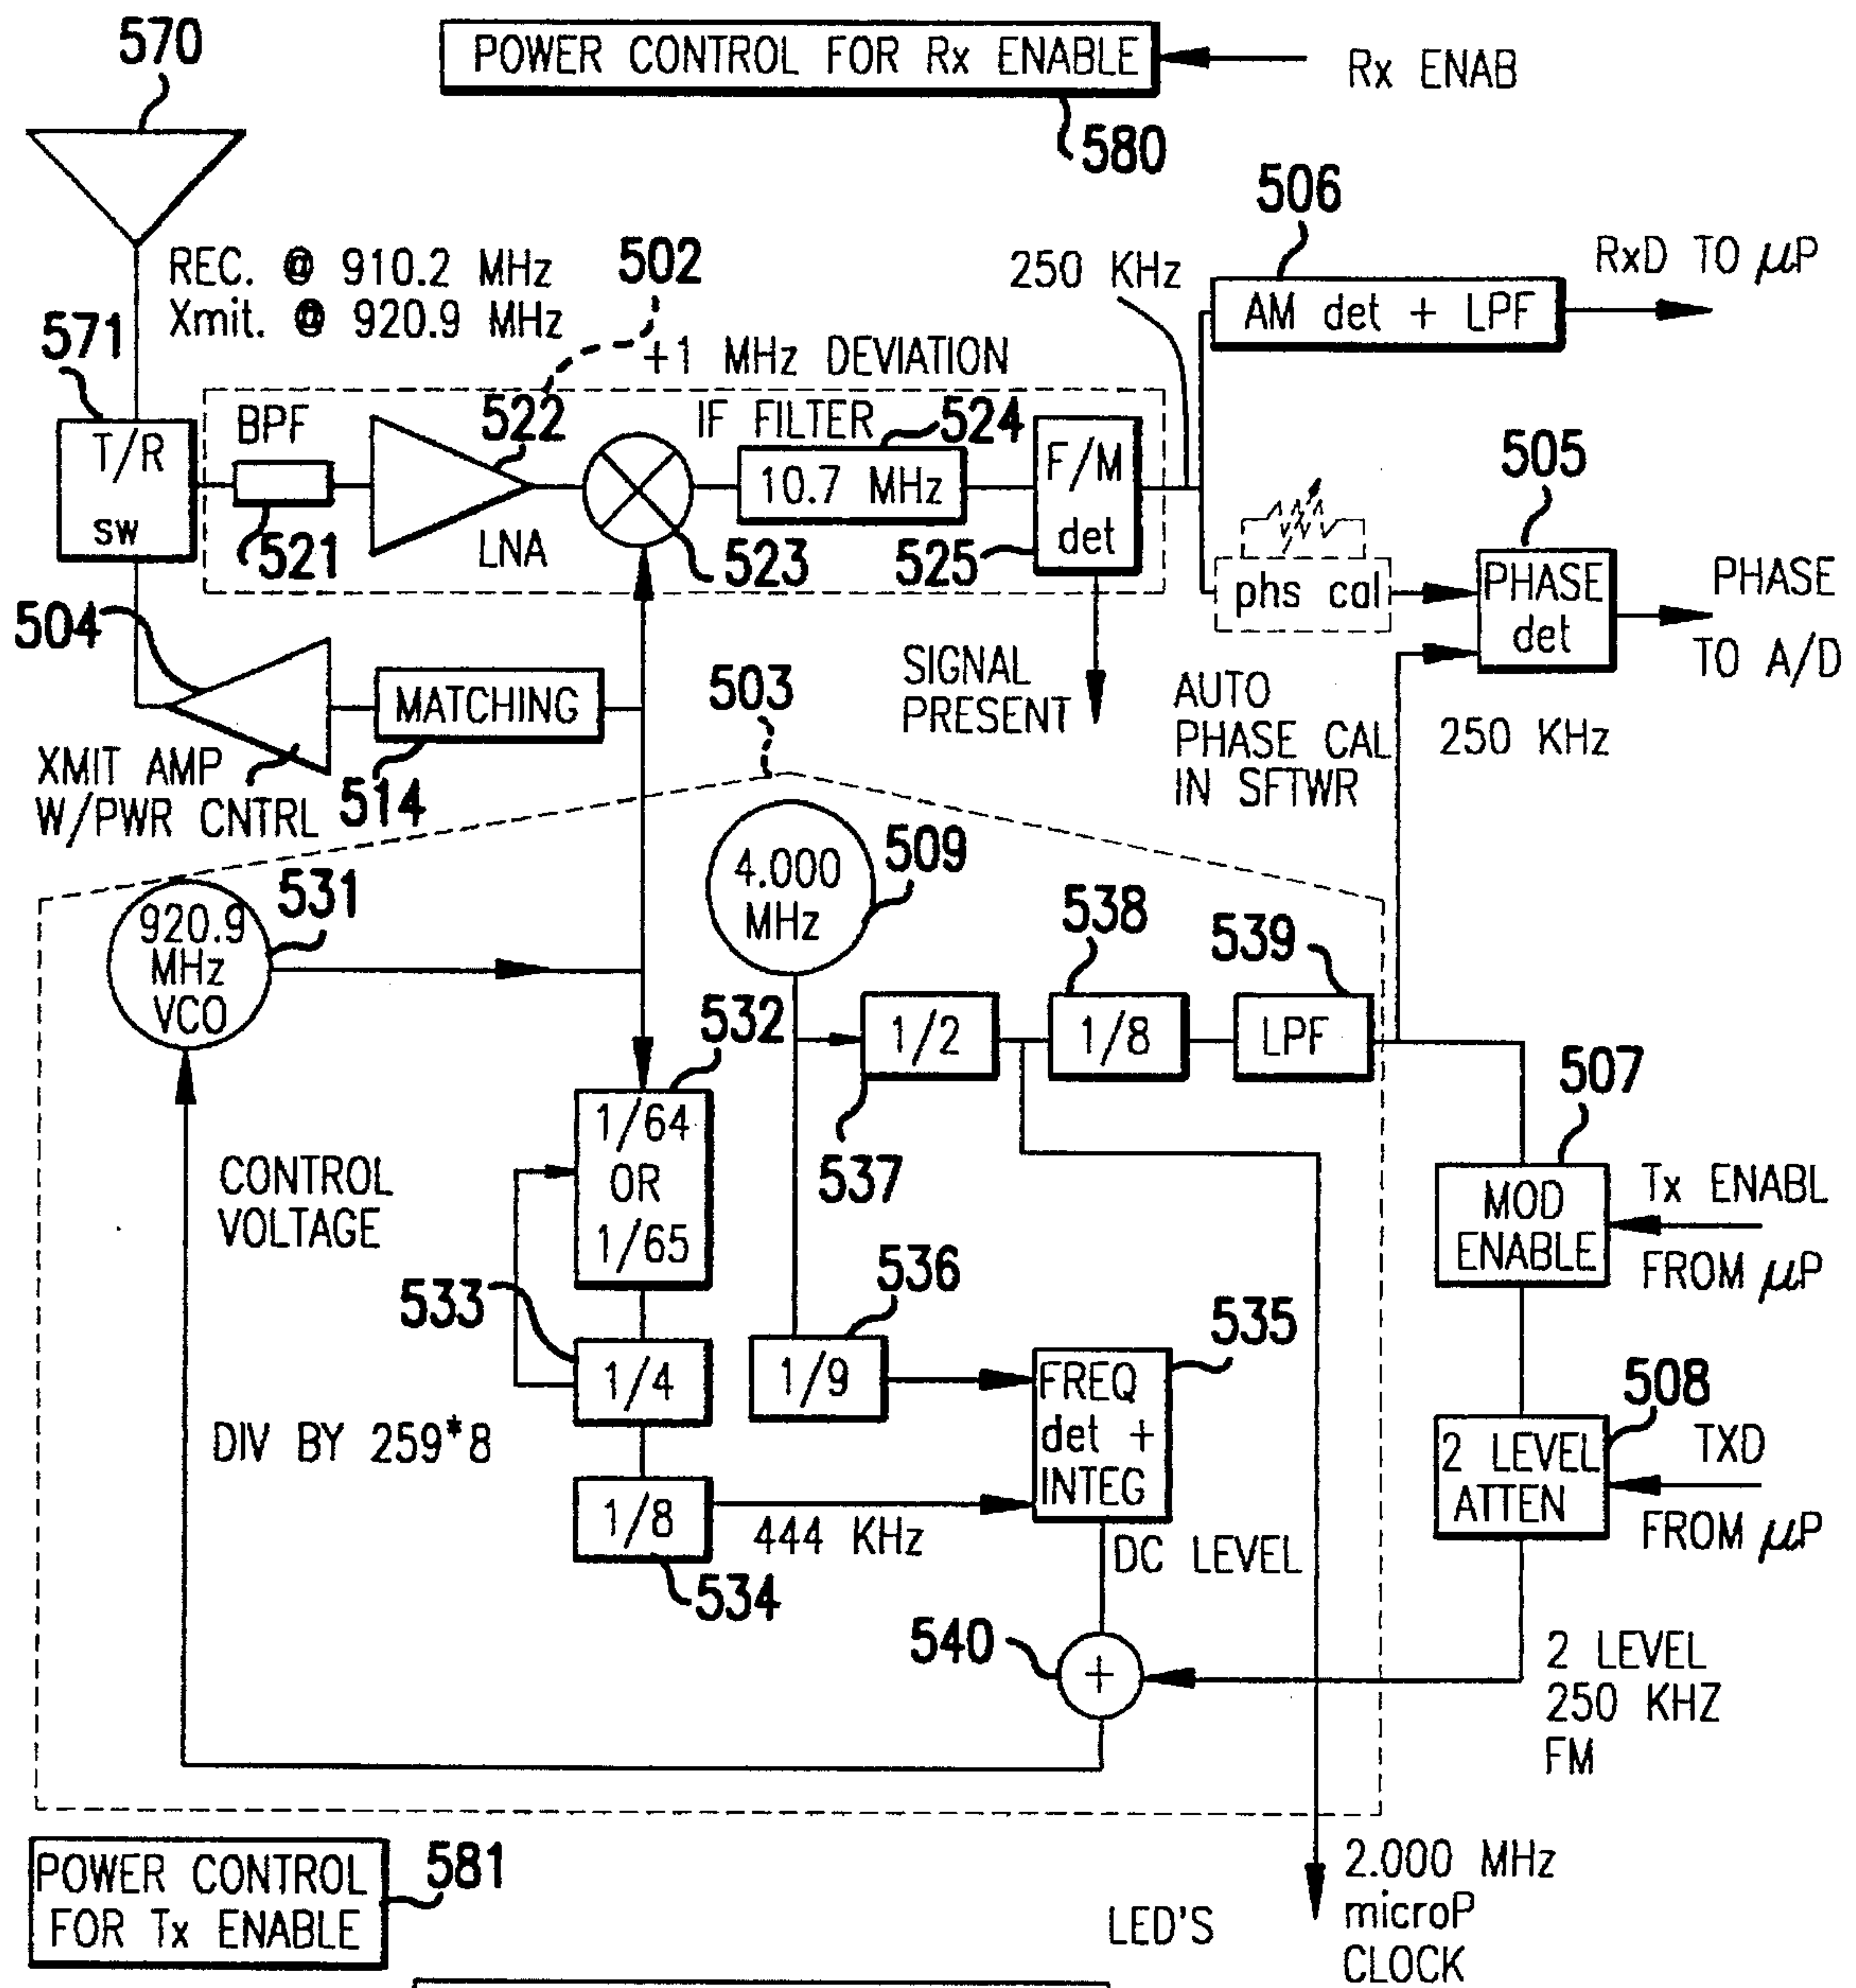 570
POWER CONTROL FOR Rx ENABLE
Rx ENAB
580
506
REC. @ 910.2 MHz
Xmit. @ 920.9 MHz
502
250 KHz
RxD TO µP
AM det + LPF
571
+1 MHz DEVIATION
T/R
sw
BPF
522
IF FILTER
524
10.7 MHz
F/M
det
505
521
LNA
523
525
phs cal
PHASE
det
PHASE
TO A/D
504
MATCHING
503
SIGNAL
PRESENT
AUTO
PHASE CAL
IN SFTWR
250 KHz
XMIT AMP
W/PWR CNTRL
514
4.000
MHz
509
920.9
MHz
VCO
531
538
539
532
1/2
1/8
LPF
507
1/64
OR
1/65
537
CONTROL
VOLTAGE
MOD
ENABLE
Tx ENABL
FROM µP
533
536
535
1/4
1/9
FREQ
det +
INTEG
508
DIV BY 259*8
2 LEVEL
ATTEN
TXD
FROM µP
1/8
444 KHz
534
DC LEVEL
540
+
2 LEVEL
250 KHZ
FM
POWER CONTROL
FOR Tx ENABLE
581
LED'S
2.000 MHz
microP
CLOCK